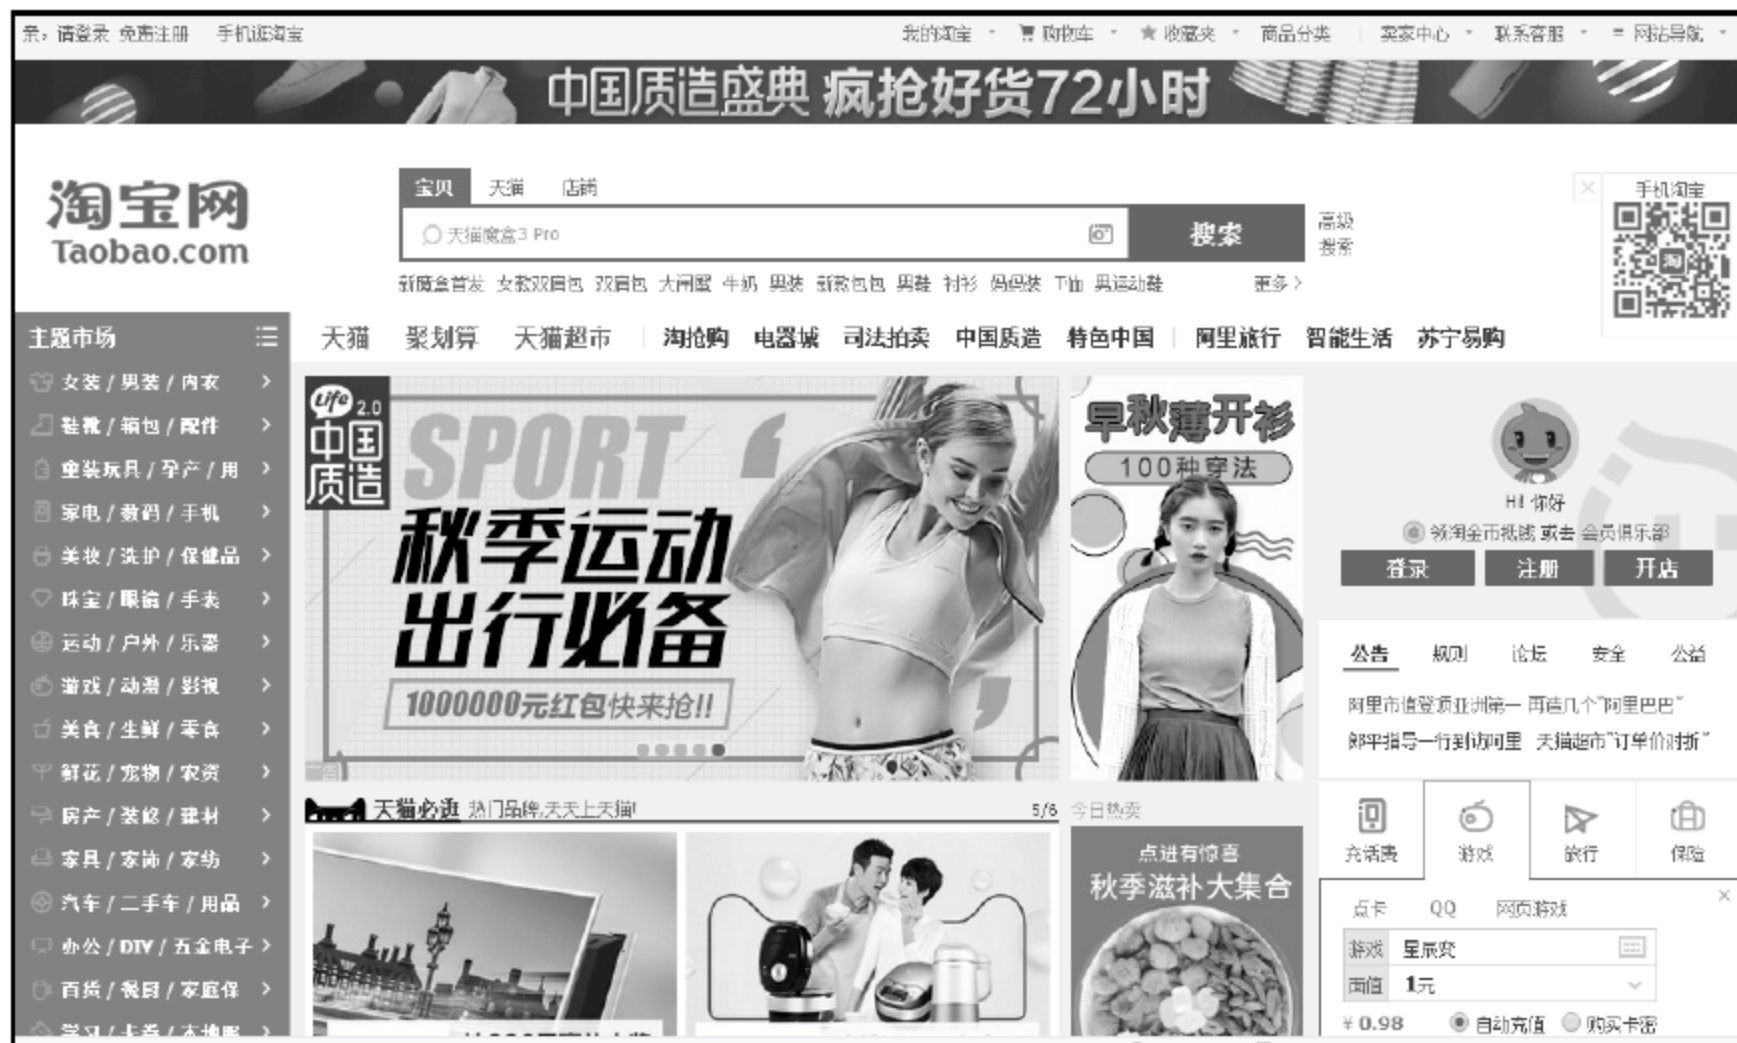 亲，请登录 免费注册 手机逛淘宝
我的淘宝 购物车 收藏夹 商品分类 卖家中心 联系客服 网站导航
中国质造盛典 疯抢好货72小时
淘宝网
Taobao.com
宝贝 天猫 店铺
天猫魔盒3 Pro
搜索
高级
搜索
新魔盒首发 女款双肩包 双肩包 大闸蟹 牛奶 男装 新款包包 男鞋 衬衫 妈妈装 T恤 男运动鞋 更多>
手机淘宝
主题市场
天猫 聚划算 天猫超市 淘抢购 电器城 司法拍卖 中国质造 特色中国 阿里旅行 智能生活 苏宁易购
女装 / 男装 / 内衣
鞋靴 / 箱包 / 配件
童装玩具 / 孕产 / 用
家电 / 数码 / 手机
美妆 / 洗护 / 保健品
珠宝 / 眼镜 / 手表
运动 / 户外 / 乐器
游戏 / 动漫 / 影视
美食 / 生鲜 / 零食
鲜花 / 宠物 / 农资
房产 / 装修 / 建材
家具 / 家饰 / 家纺
汽车 / 二手车 / 用品
办公 / DIY / 五金电子
百货 / 餐厨 / 家庭保
学习 / 卡券 / 本地服
Life 2.0
中国
质造
SPORT
秋季运动
出行必备
1000000元红包快来抢!!
广告
早秋薄开衫
100种穿法
Hi! 你好
领淘金币抵钱 或去 会员俱乐部
登录 注册 开店
公告 规则 论坛 安全 公益
阿里市值登顶亚洲第一 再造几个“阿里巴巴”
郎平指导一行到访阿里 天猫超市“订单价对折”
天猫必逛 热门品牌,天天上天猫! 5/6
今日热卖
点进有惊喜
秋季滋补大集合
充话费 游戏 旅行 保险
点卡 QQ 网页游戏
游戏 星辰变
面值 1元
¥ 0.98 自动充值 购买卡密